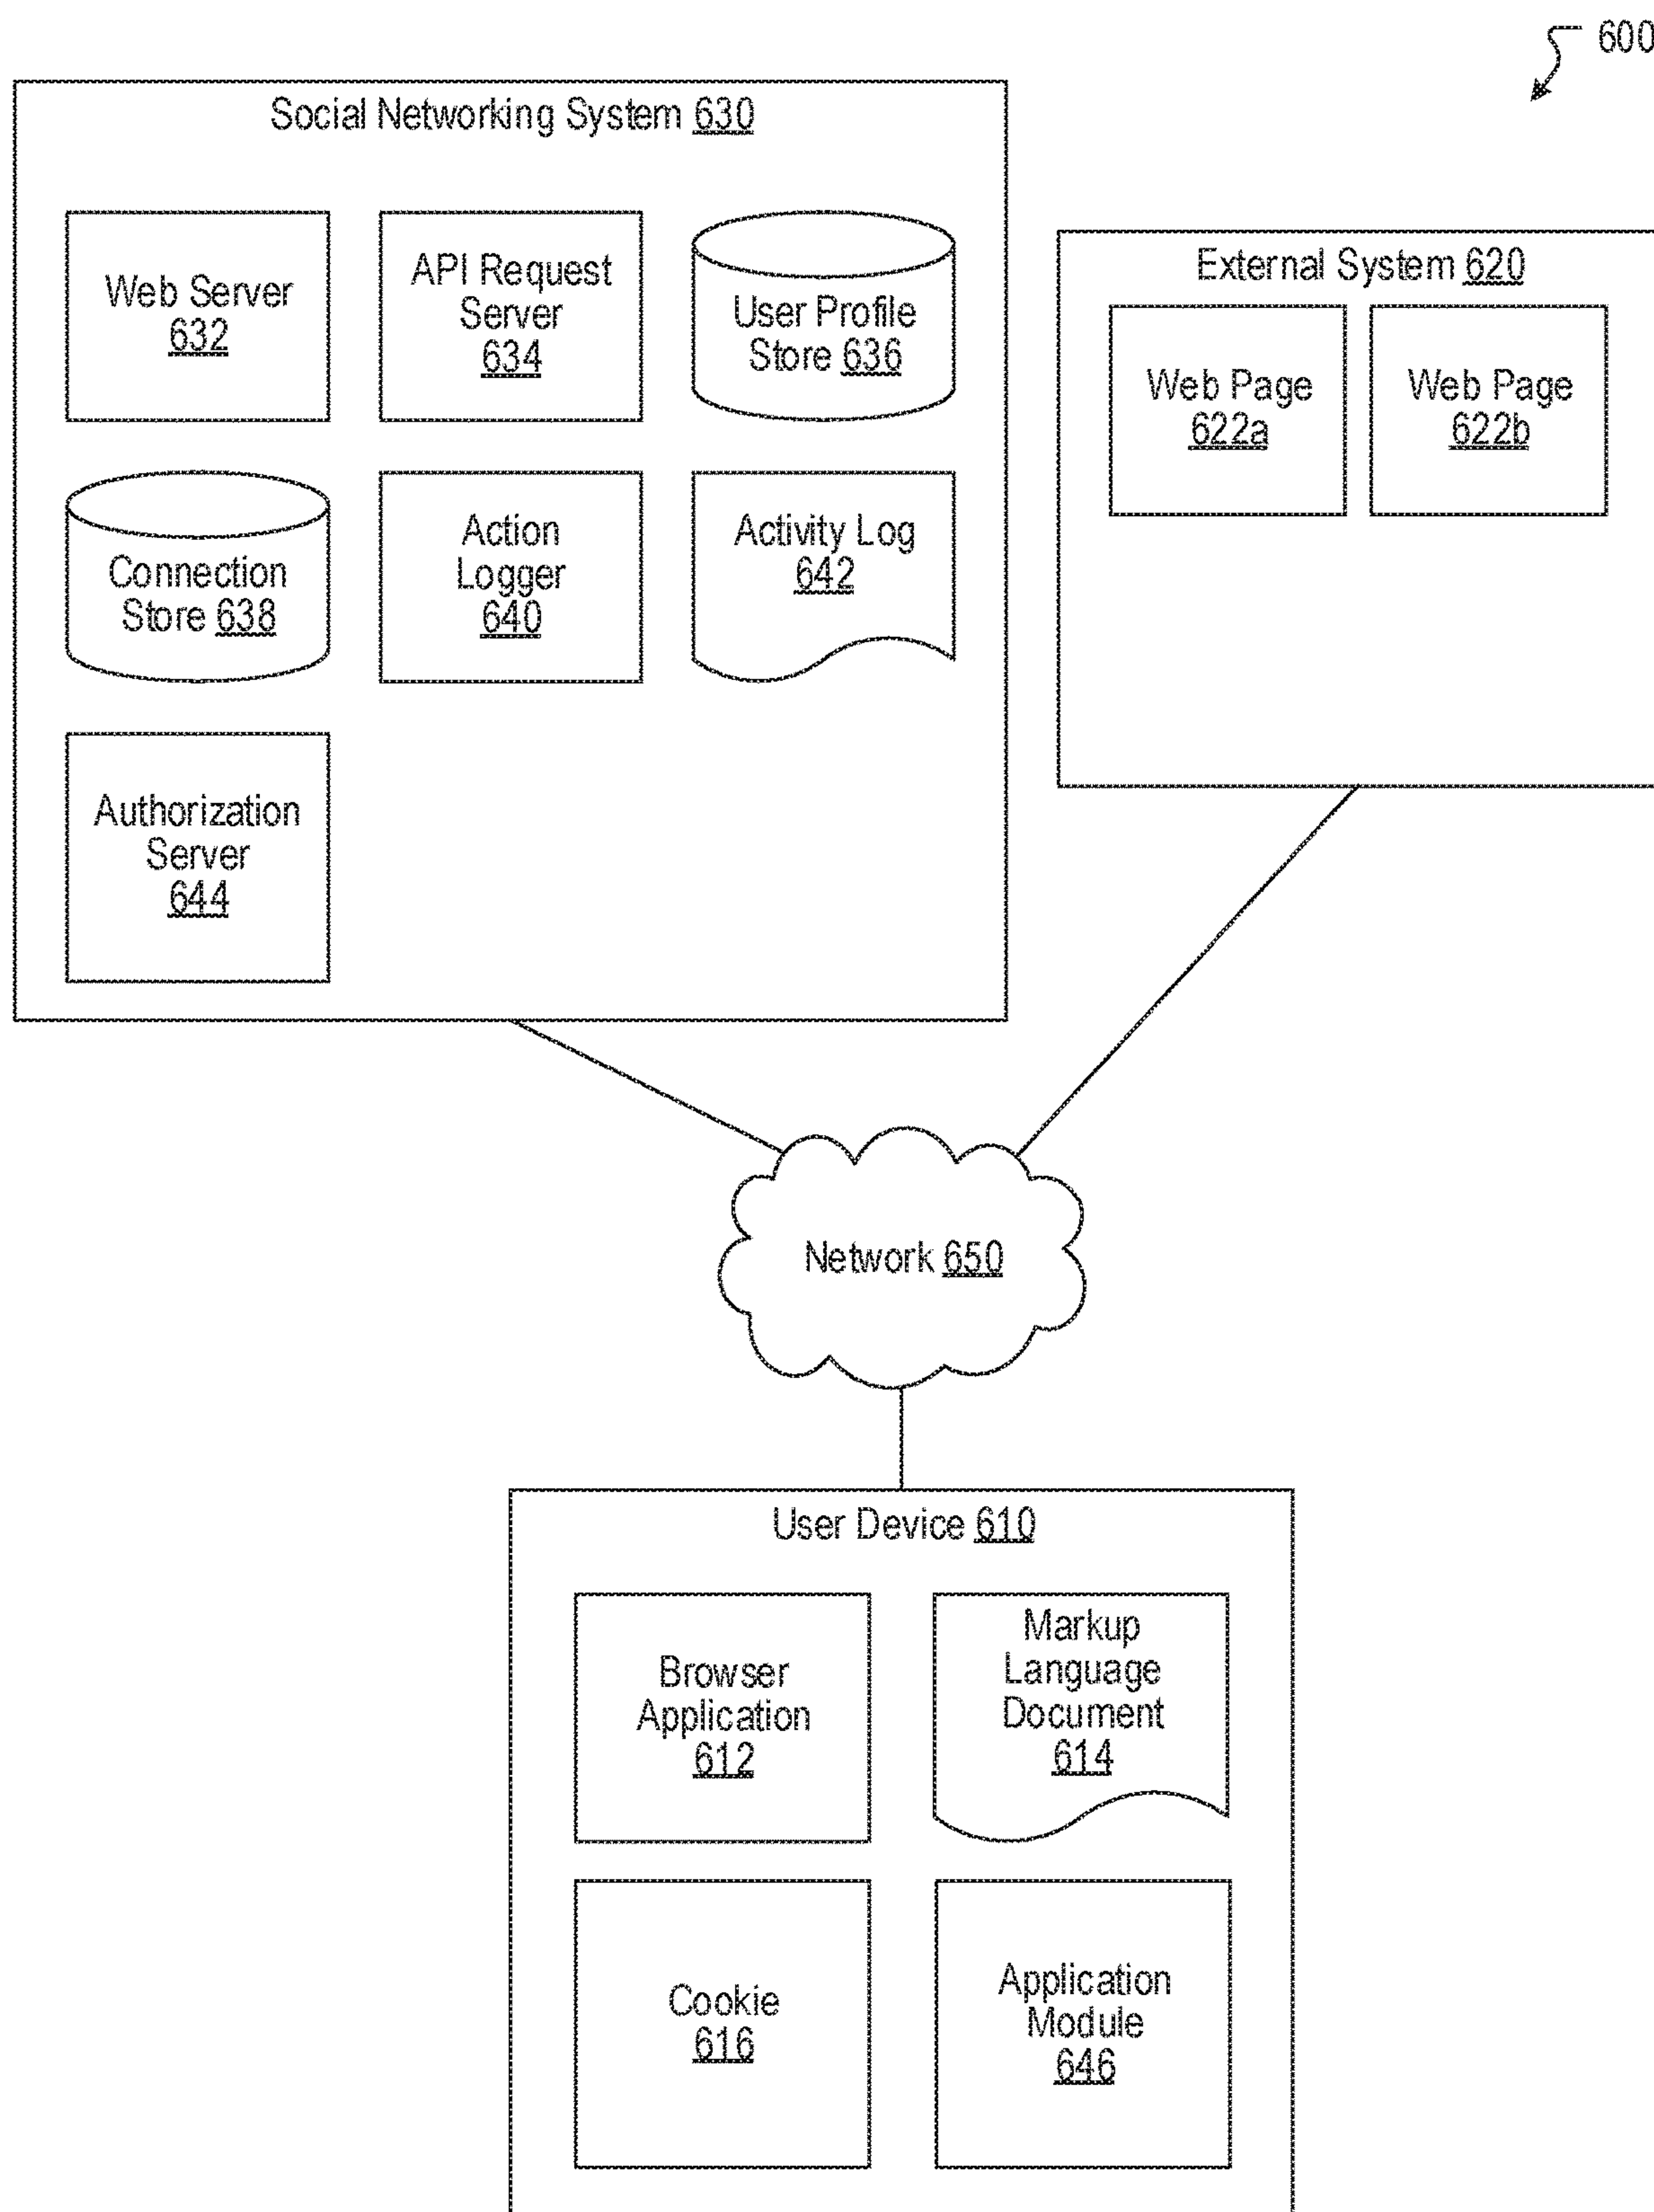 600
Social Networking System 630
Web Server
632
API Request
Server
634
User Profile
Store 636
Connection
Store 638
Action
Logger
640
Activity Log
642
Authorization
Server
644
External System 620
Web Page
622a
Web Page
622b
Network 650
User Device 610
Browser
Application
612
Markup
Language
Document
614
Cookie
616
Application
Module
646